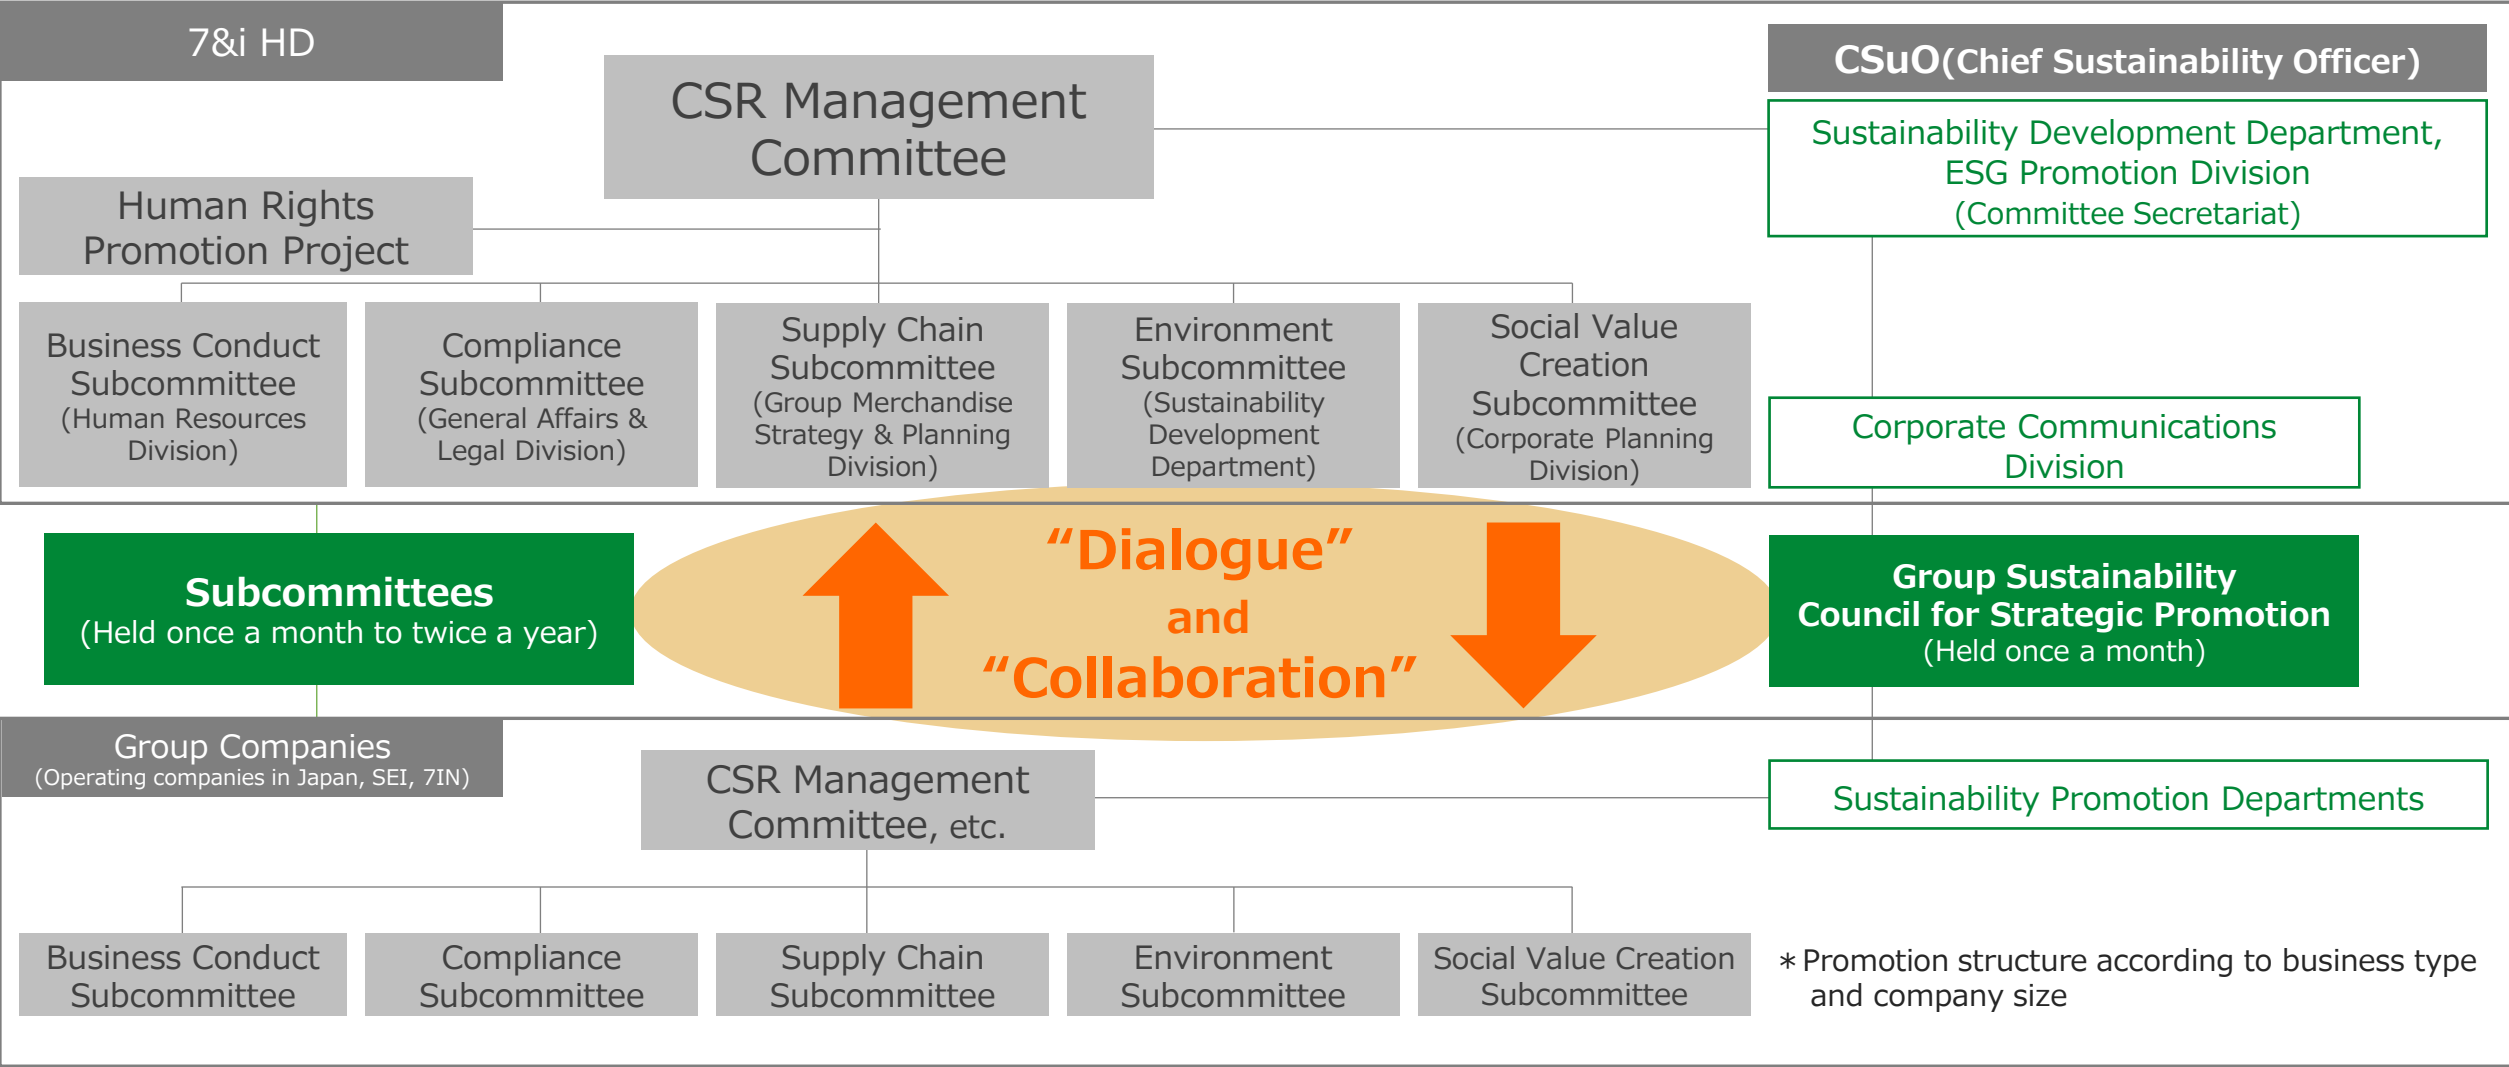 7&i HD
CSuO(Chief Sustainability Officer)
CSR Management
Committee
Sustainability Development Department,
ESG Promotion Division
(Committee Secretariat)
Human Rights
Promotion Project
Business Conduct
Subcommittee
(Human Resources
Division)
Compliance
Subcommittee
(General Affairs &
Legal Division)
Supply Chain
Subcommittee
(Group Merchandise
Strategy & Planning
Division)
Environment
Subcommittee
(Sustainability
Development
Department)
Social Value
Creation
Subcommittee
(Corporate Planning
Division)
Corporate Communications
Division
Subcommittees
(Held once a month to twice a year)
“Dialogue”
and
“Collaboration”
Group Sustainability
Council for Strategic Promotion
(Held once a month)
Group Companies
(Operating companies in Japan, SEI, 7IN)
CSR Management
Committee, etc.
Sustainability Promotion Departments
Business Conduct
Subcommittee
Compliance
Subcommittee
Supply Chain
Subcommittee
Environment
Subcommittee
Social Value Creation
Subcommittee
＊Promotion structure according to business type
and company size